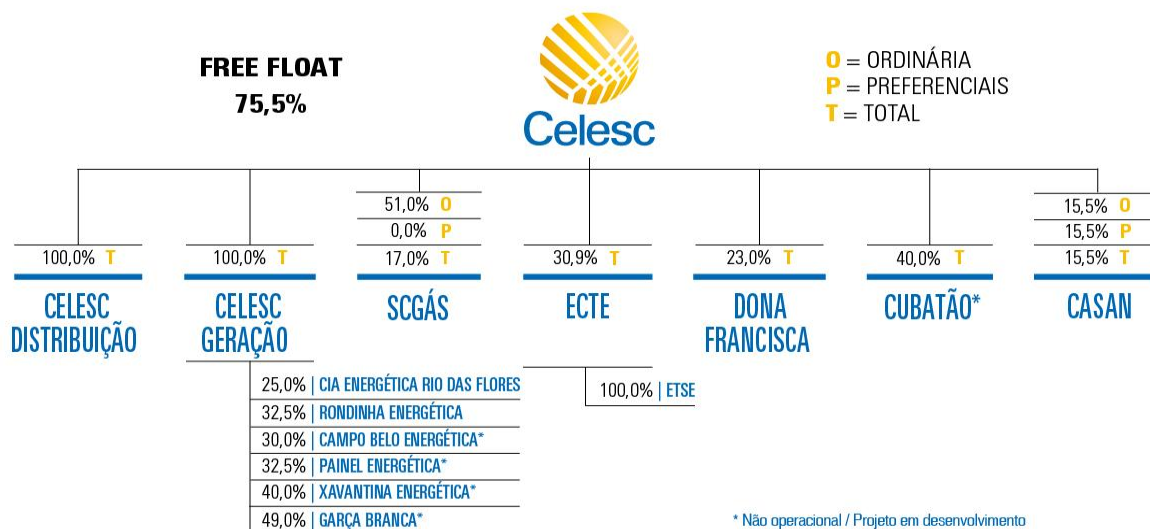 FREE FLOAT
75,5%
Celesc
O = ORDINÁRIA
P = PREFERENCIAIS
T = TOTAL
100,0% T
CELESC
DISTRIBUIÇÃO
100,0% T
CELESC
GERAÇÃO
25,0% | CIA ENERGÉTICA RIO DAS FLORES
32,5% | RONDINHA ENERGÉTICA
30,0% | CAMPO BELO ENERGÉTICA*
32,5% | PAINEL ENERGÉTICA*
40,0% | XAVANTINA ENERGÉTICA*
49,0% | GARÇA BRANCA*
51,0% O
0,0% P
17,0% T
SCGÁS
30,9% T
ECTE
100,0% | ETSE
23,0% T
DONA
FRANCISCA
40,0% T
CUBATÃO*
15,5% O
15,5% P
15,5% T
CASAN
* Não operacional / Projeto em desenvolvimento